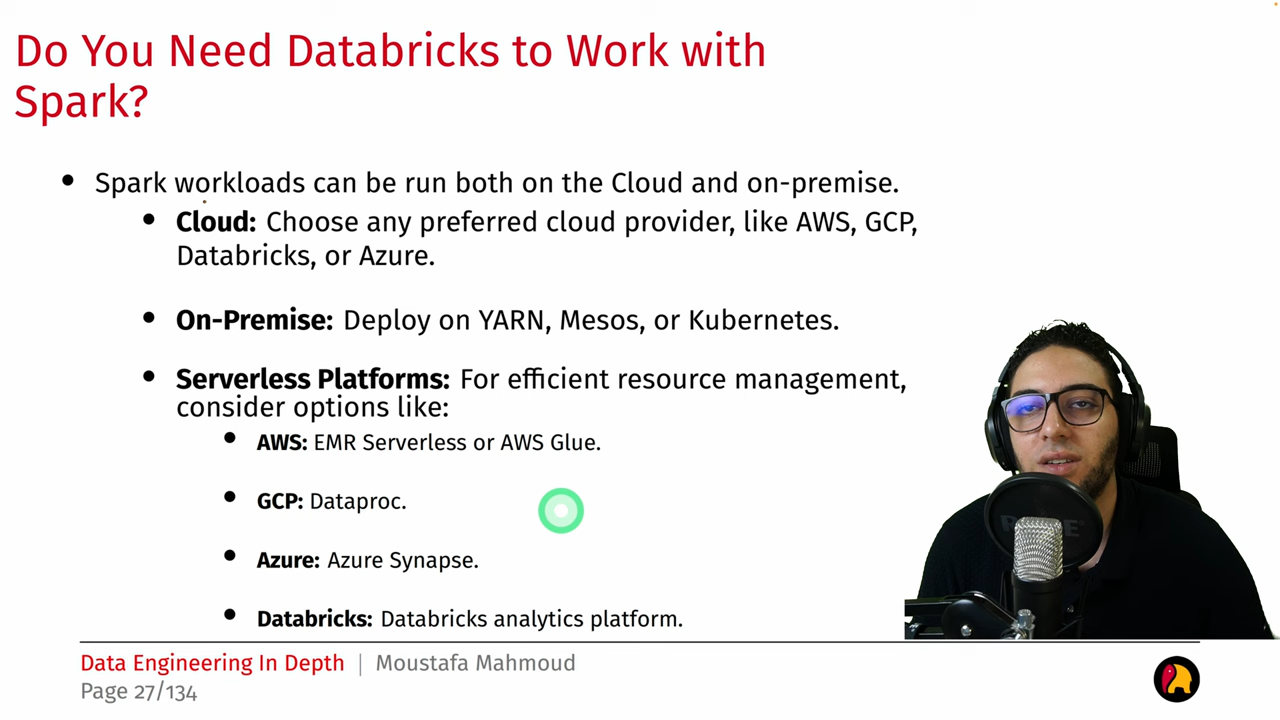 Do You Need Databricks to Work with
Spark?
• Spark workloads can be run both on the Cloud and on-premise.
• Cloud: Choose any preferred cloud provider, like AWS, GCP,
Databricks, or Azure.
• On-Premise: Deploy on YARN, Mesos, or Kubernetes.
• Serverless Platforms: For efficient resource management,
consider options like:
• AWS: EMR Serverless or AWS Glue.
• GCP: Dataproc.
• Azure: Azure Synapse.
• Databricks: Databricks analytics platform.
Data Engineering In Depth | Moustafa Mahmoud
Page 27/134